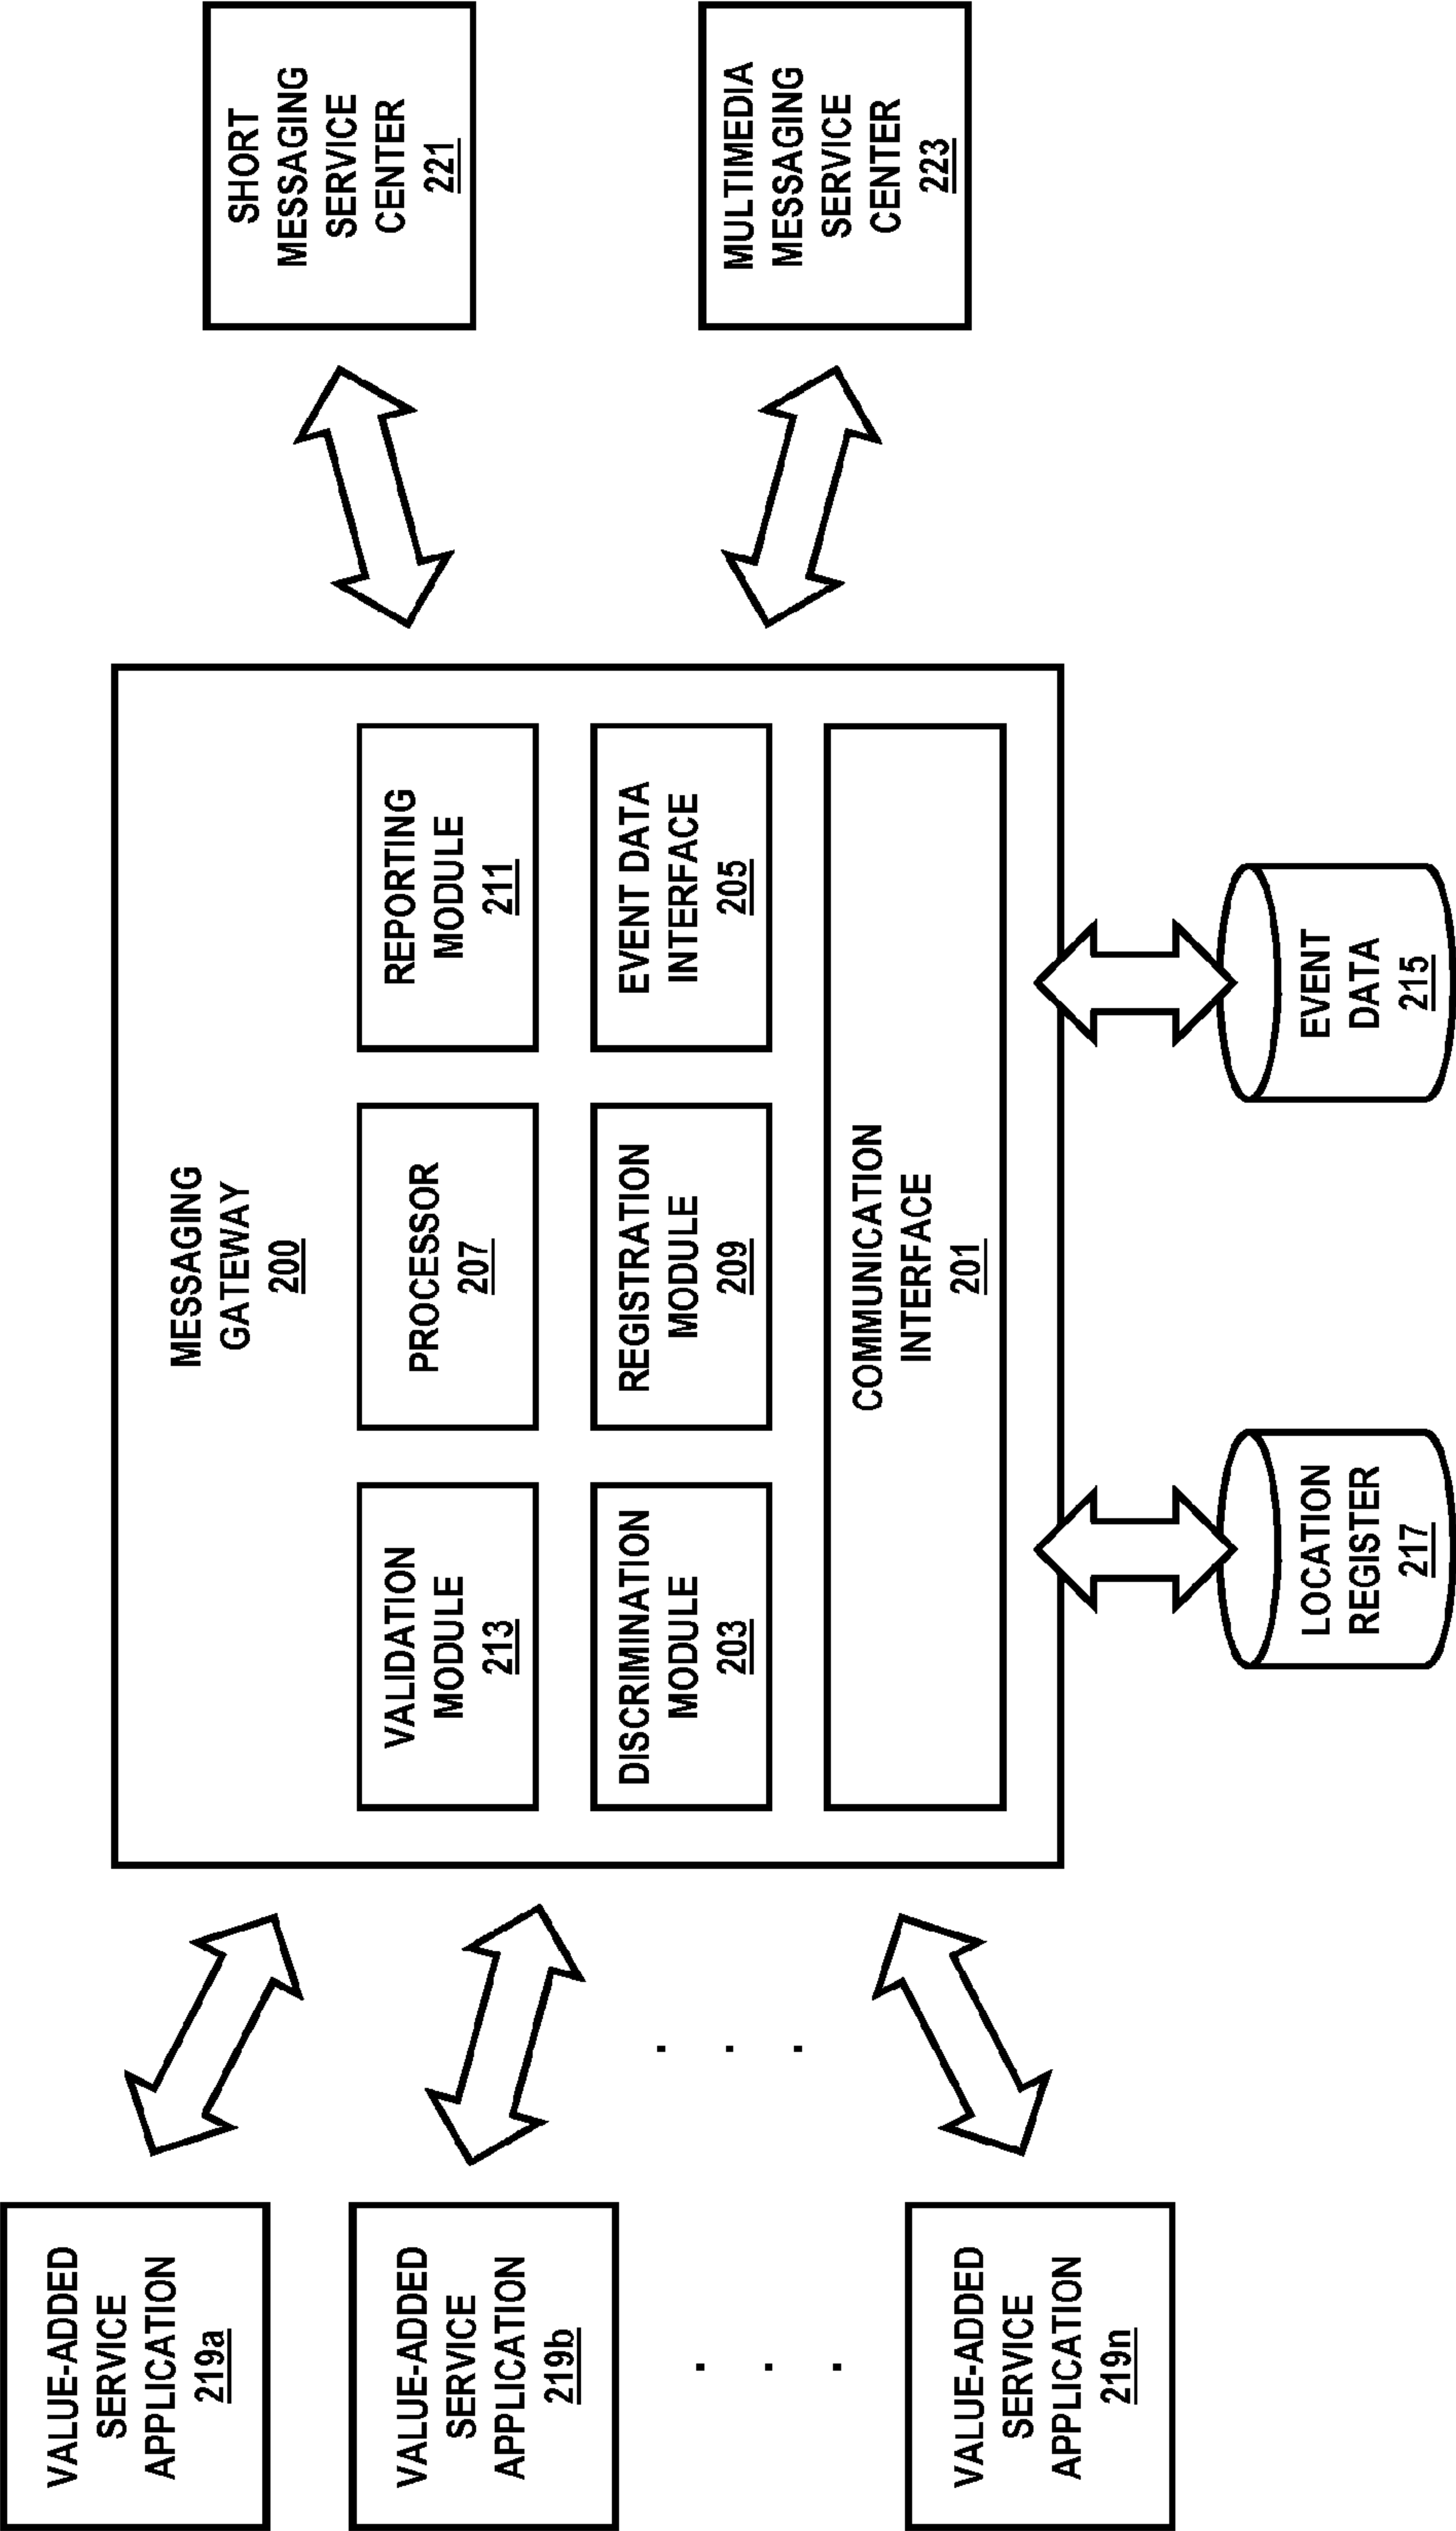 VALUE-ADDED
SERVICE
APPLICATION
219a
VALUE-ADDED
SERVICE
APPLICATION
219b
. . .
VALUE-ADDED
SERVICE
APPLICATION
219n
. . .
MESSAGING
GATEWAY
200
VALIDATION
MODULE
213
PROCESSOR
207
REPORTING
MODULE
211
DISCRIMINATION
MODULE
203
REGISTRATION
MODULE
209
EVENT DATA
INTERFACE
205
COMMUNICATION
INTERFACE
201
LOCATION
REGISTER
217
EVENT
DATA
215
SHORT
MESSAGING
SERVICE
CENTER
221
MULTIMEDIA
MESSAGING
SERVICE
CENTER
223